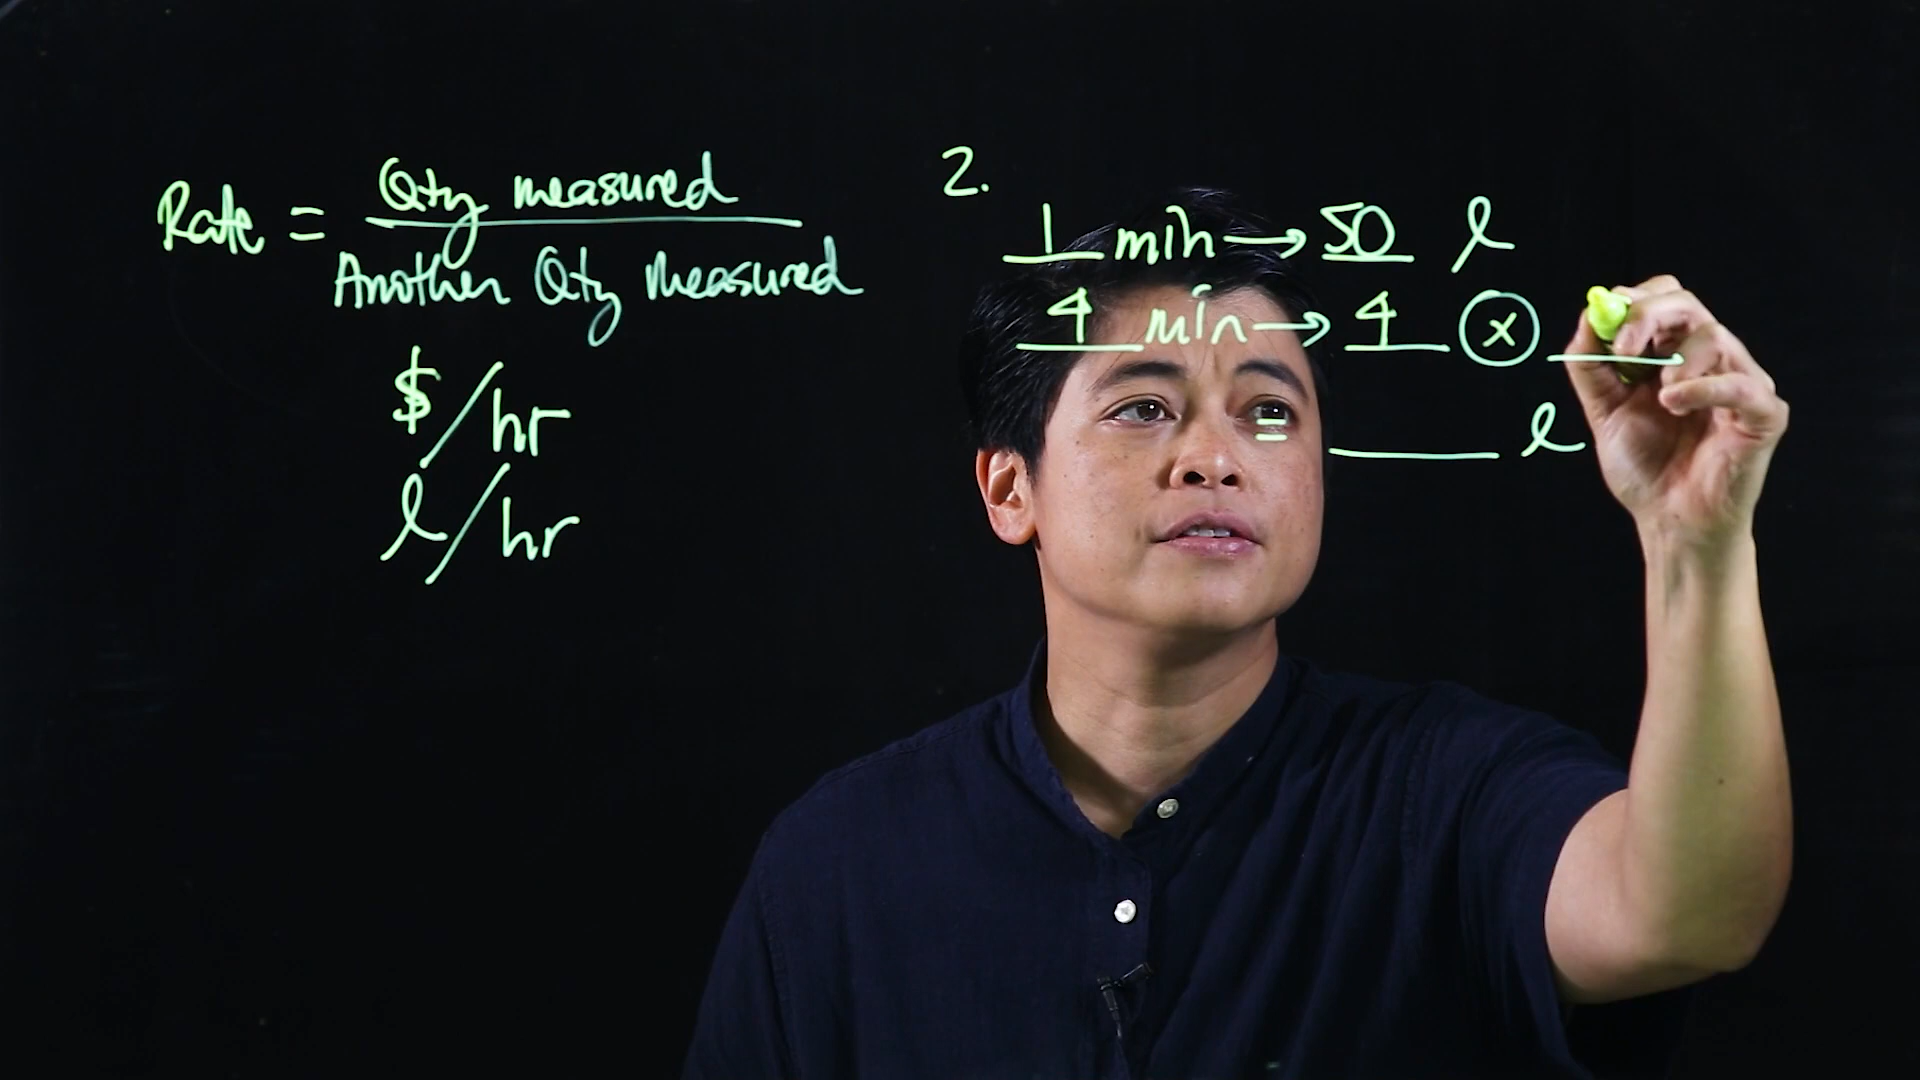 Rate = Qty measured
Another Qty measured
$/hr
l/hr
2.
1 min → 50 l
4 min → 4 × ___
= ___ l